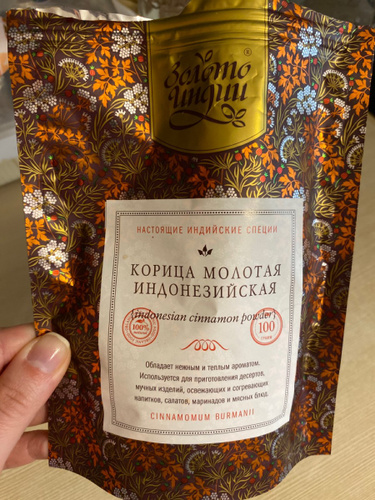 Золото
Индии
®
НАСТОЯЩИЕ ИНДИЙСКИЕ СПЕЦИИ
КОРИЦА МОЛОТАЯ
ИНДОНЕЗИЙСКАЯ
{indonesian cinnamon powder}
100%
100
Обладает нежным и теплым ароматом.
Используется для приготовления десертов,
мучных изделий, освежающих и согревающих
напитков, салатов, маринадов и мясных блюд.
CINNAMOMUM BURMANII